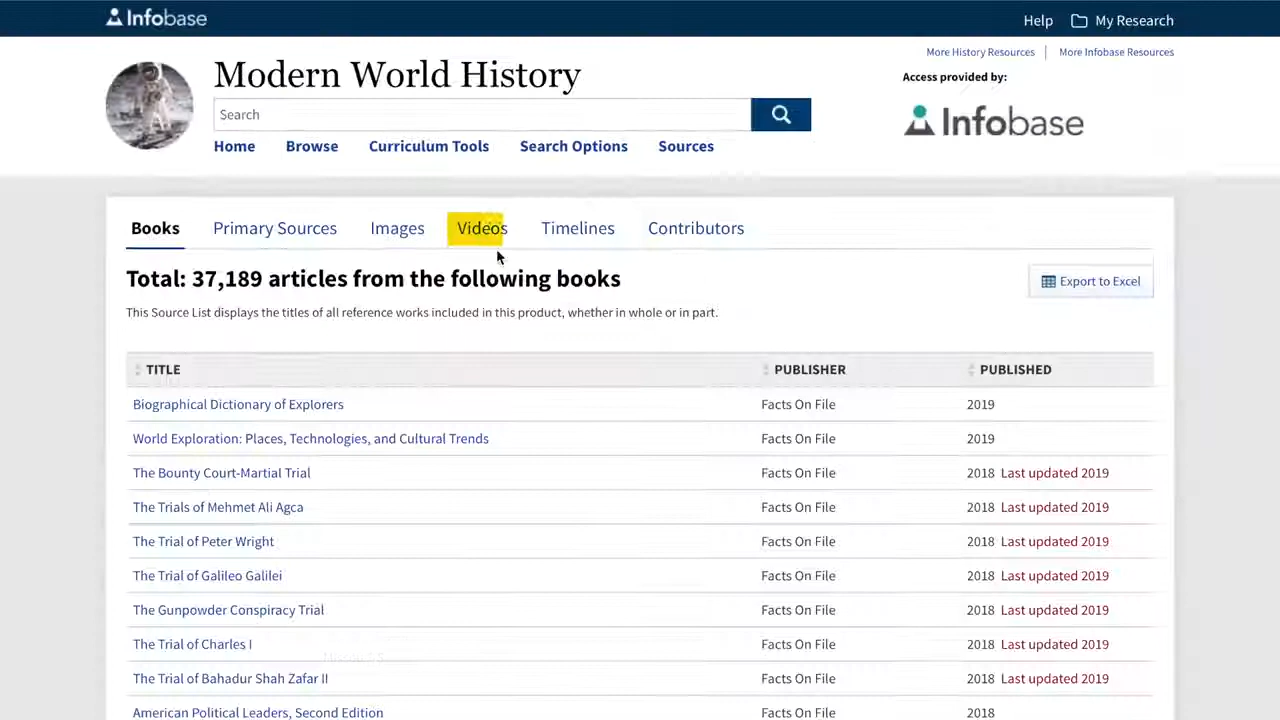 Infobase
Help My Research
More History Resources More Infobase Resources
Modern World History
Access provided by:
Search
Infobase
Home Browse Curriculum Tools Search Options Sources
Books Primary Sources Images Videos Timelines Contributors
Total: 37,189 articles from the following books
Export to Excel
This Source List displays the titles of all reference works included in this product, whether in whole or in part.
TITLE PUBLISHER PUBLISHED
Biographical Dictionary of Explorers Facts On File 2019
World Exploration: Places, Technologies, and Cultural Trends Facts On File 2019
The Bounty Court-Martial Trial Facts On File 2018 Last updated 2019
The Trials of Mehmet Ali Agca Facts On File 2018 Last updated 2019
The Trial of Peter Wright Facts On File 2018 Last updated 2019
The Trial of Galileo Galilei Facts On File 2018 Last updated 2019
The Gunpowder Conspiracy Trial Facts On File 2018 Last updated 2019
The Trial of Charles I Facts On File 2018 Last updated 2019
The Trial of Bahadur Shah Zafar II Facts On File 2018 Last updated 2019
American Political Leaders, Second Edition Facts On File 2018